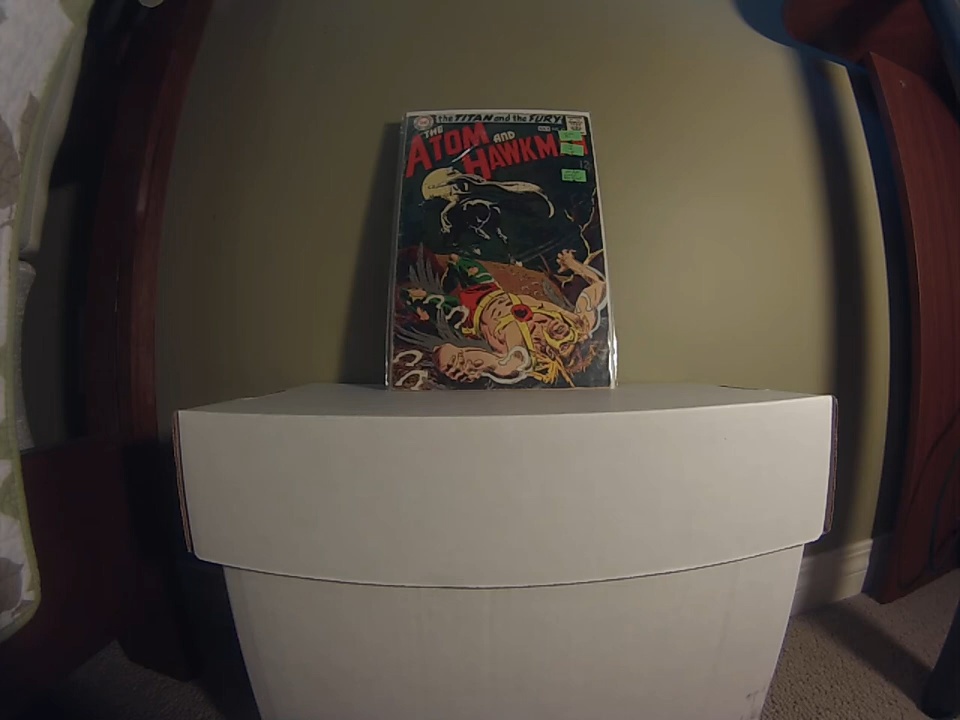 the TITAN and the FURY
THE
ATOM AND
HAWKM
12¢